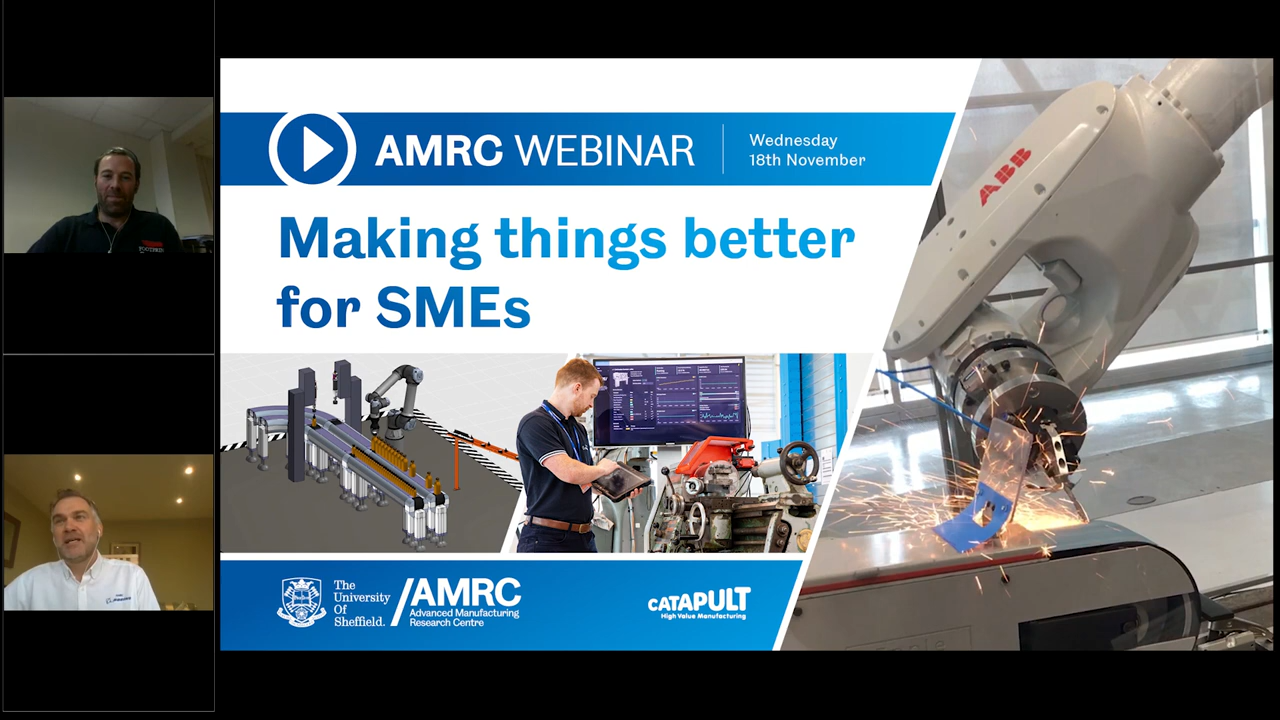 AMRC WEBINAR
Wednesday
18th November
Making things better
for SMEs
ABB
The
University
Of
Sheffield.
/AMRC
Advanced Manufacturing
Research Centre
CATAPULT
High Value Manufacturing